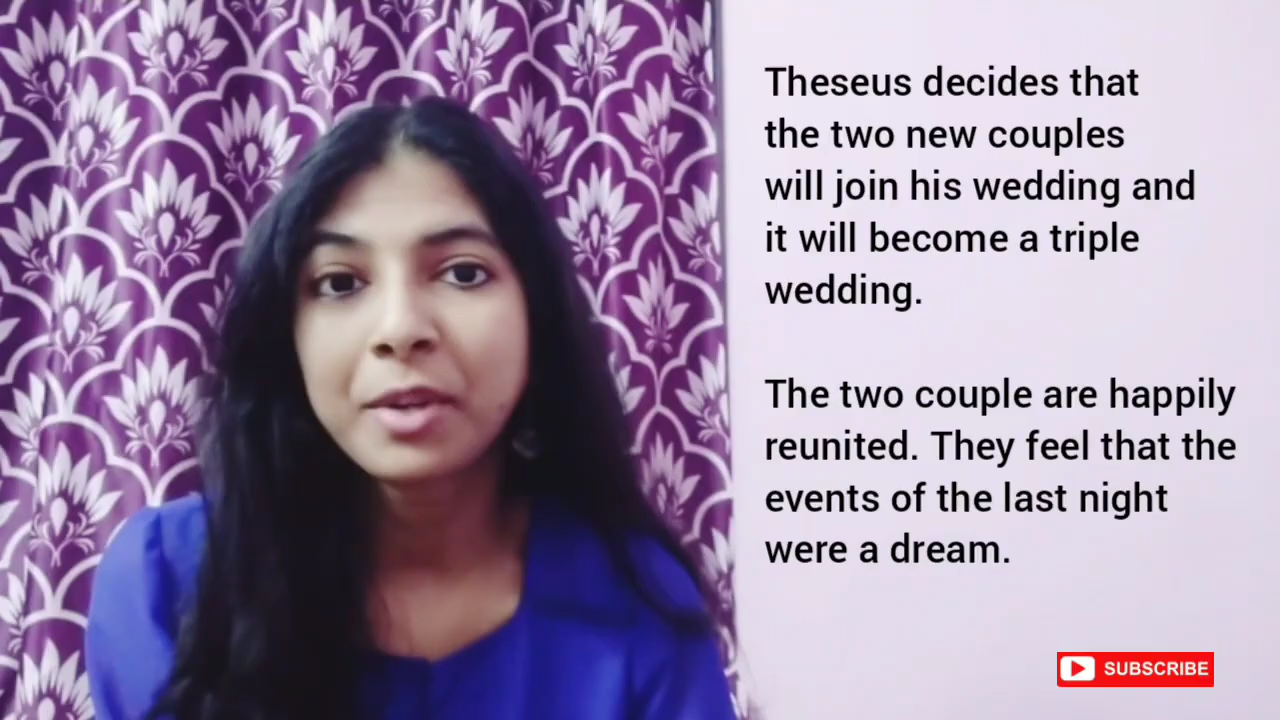 Theseus decides that
the two new couples
will join his wedding and
it will become a triple
wedding.
The two couple are happily
reunited. They feel that the
events of the last night
were a dream.
SUBSCRIBE